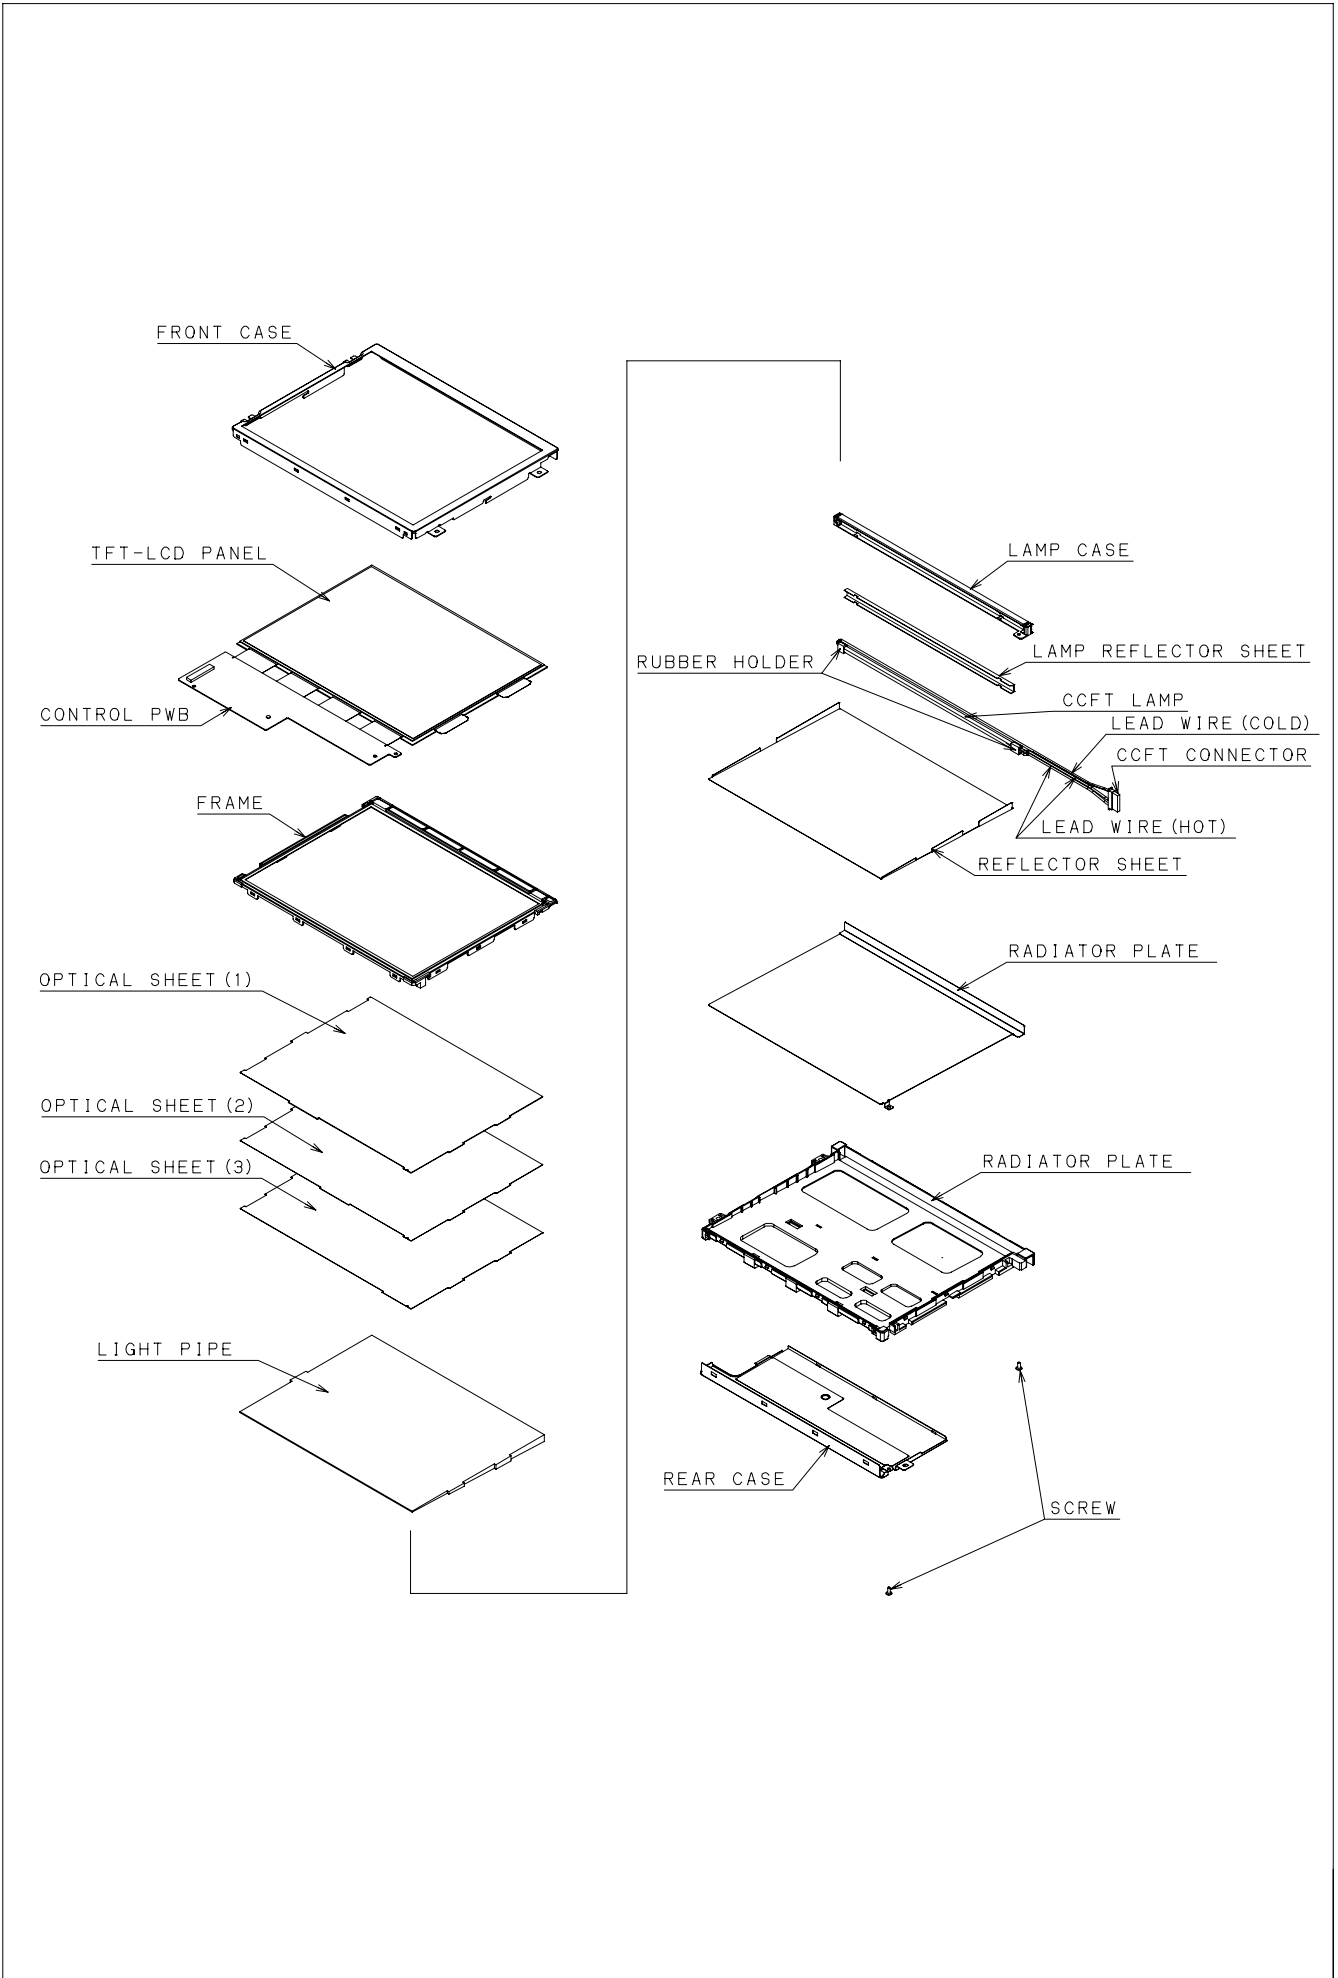 FRONT CASE
TFT-LCD PANEL
CONTROL PWB
FRAME
OPTICAL SHEET(1)
OPTICAL SHEET(2)
OPTICAL SHEET(3)
LIGHT PIPE
LAMP CASE
LAMP REFLECTOR SHEET
RUBBER HOLDER
CCFT LAMP
LEAD WIRE(COLD)
CCFT CONNECTOR
LEAD WIRE(HOT)
REFLECTOR SHEET
RADIATOR PLATE
RADIATOR PLATE
REAR CASE
SCREW